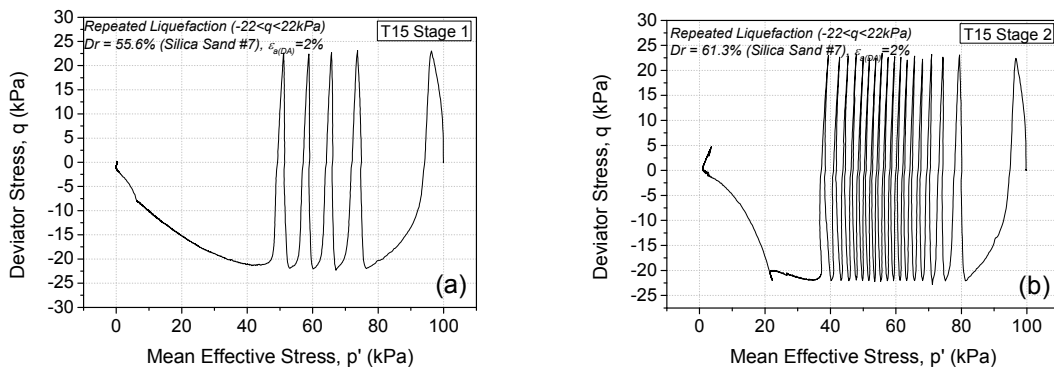 Repeated Liquefaction (-22<q<22kPa)
Dr = 55.6% (Silica Sand #7), εa(DA)=2%
T15 Stage 1
30
25
20
15
10
5
0
-5
-10
-15
-20
-25
-30
Deviator Stress, q (kPa)
(a)
0 20 40 60 80 100
Mean Effective Stress, p' (kPa)
Repeated Liquefaction (-22<q<22kPa)
Dr = 61.3% (Silica Sand #7), εa(DA)=2%
T15 Stage 2
30
25
20
15
10
5
0
-5
-10
-15
-20
-25
Deviator Stress, q (kPa)
(b)
0 20 40 60 80 100
Mean Effective Stress, p' (kPa)